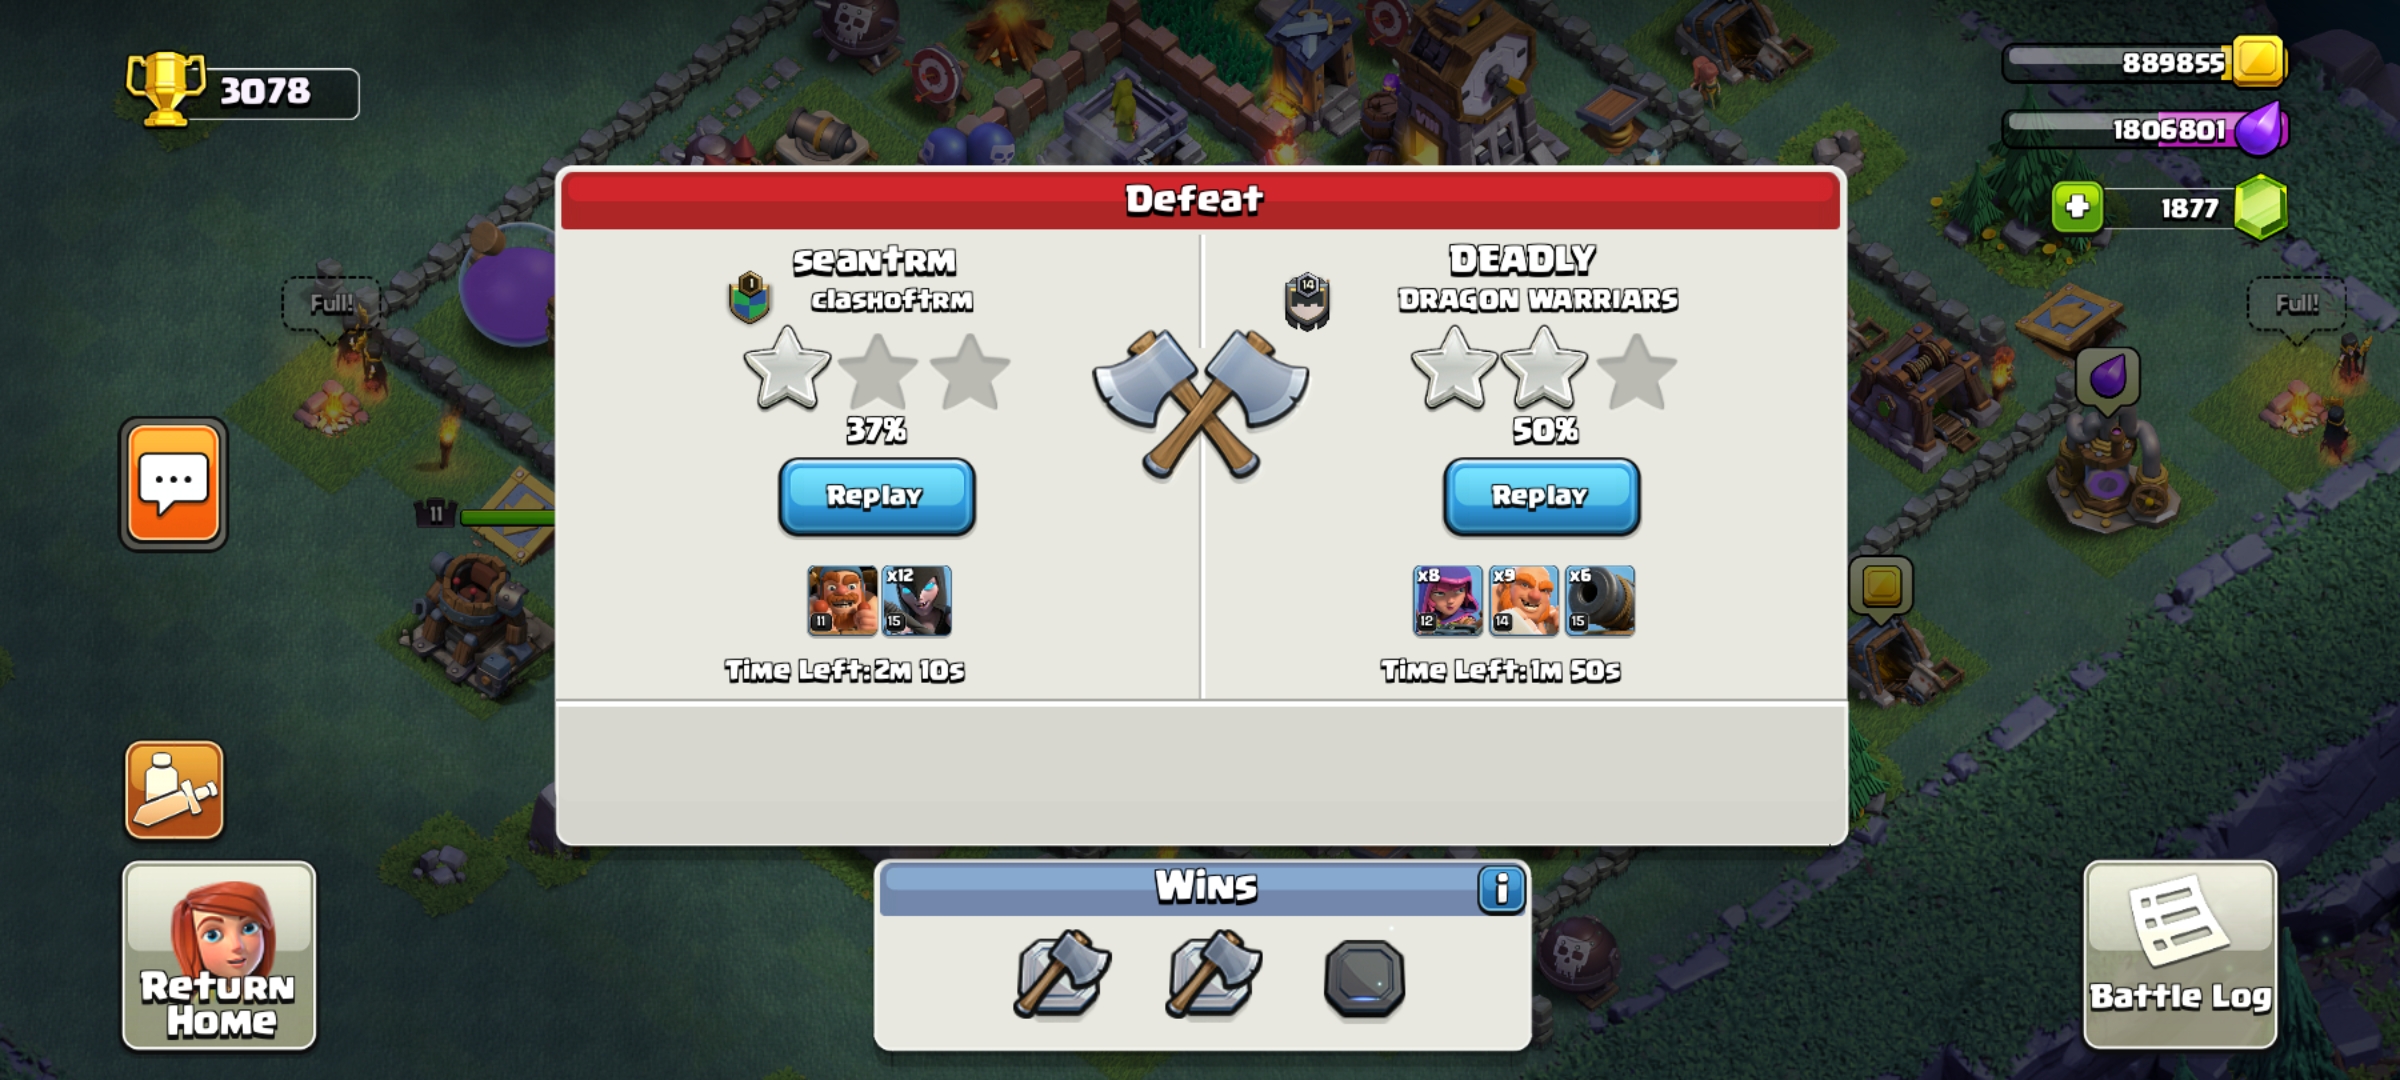 3078
889855
1806801
1877
Defeat
seantrm
1
clashoftrm
37%
Replay
11
x12
15
Time Left: 2m 10s
DEADLY
14
DRAGON WARRIARS
50%
Replay
x8
12
x9
14
x6
15
Time Left: 1m 50s
Full!
Full!
11
Wins
i
Return
Home
Battle Log